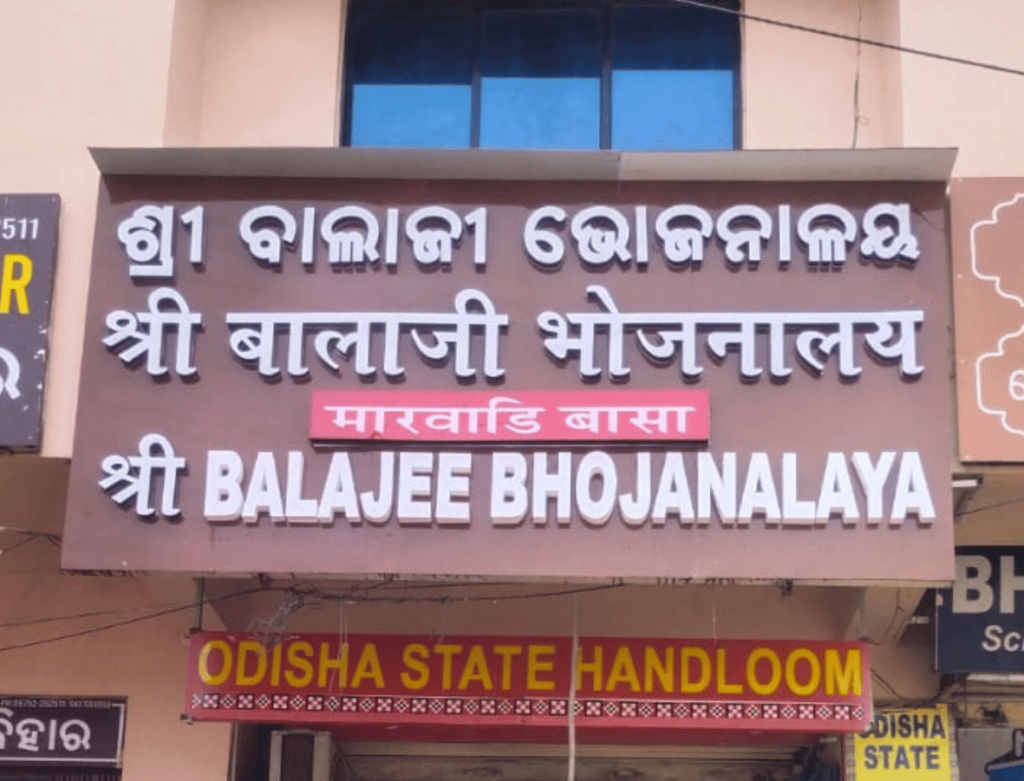 ଶ୍ରୀ ବାଲାଜୀ ଭୋଜନାଳୟ
श्री बालाजी भोजनालय
मारवाडि बासा
श्री BALAJEE BHOJANALAYA
ODISHA STATE HANDLOOM
ODISHA
STATE